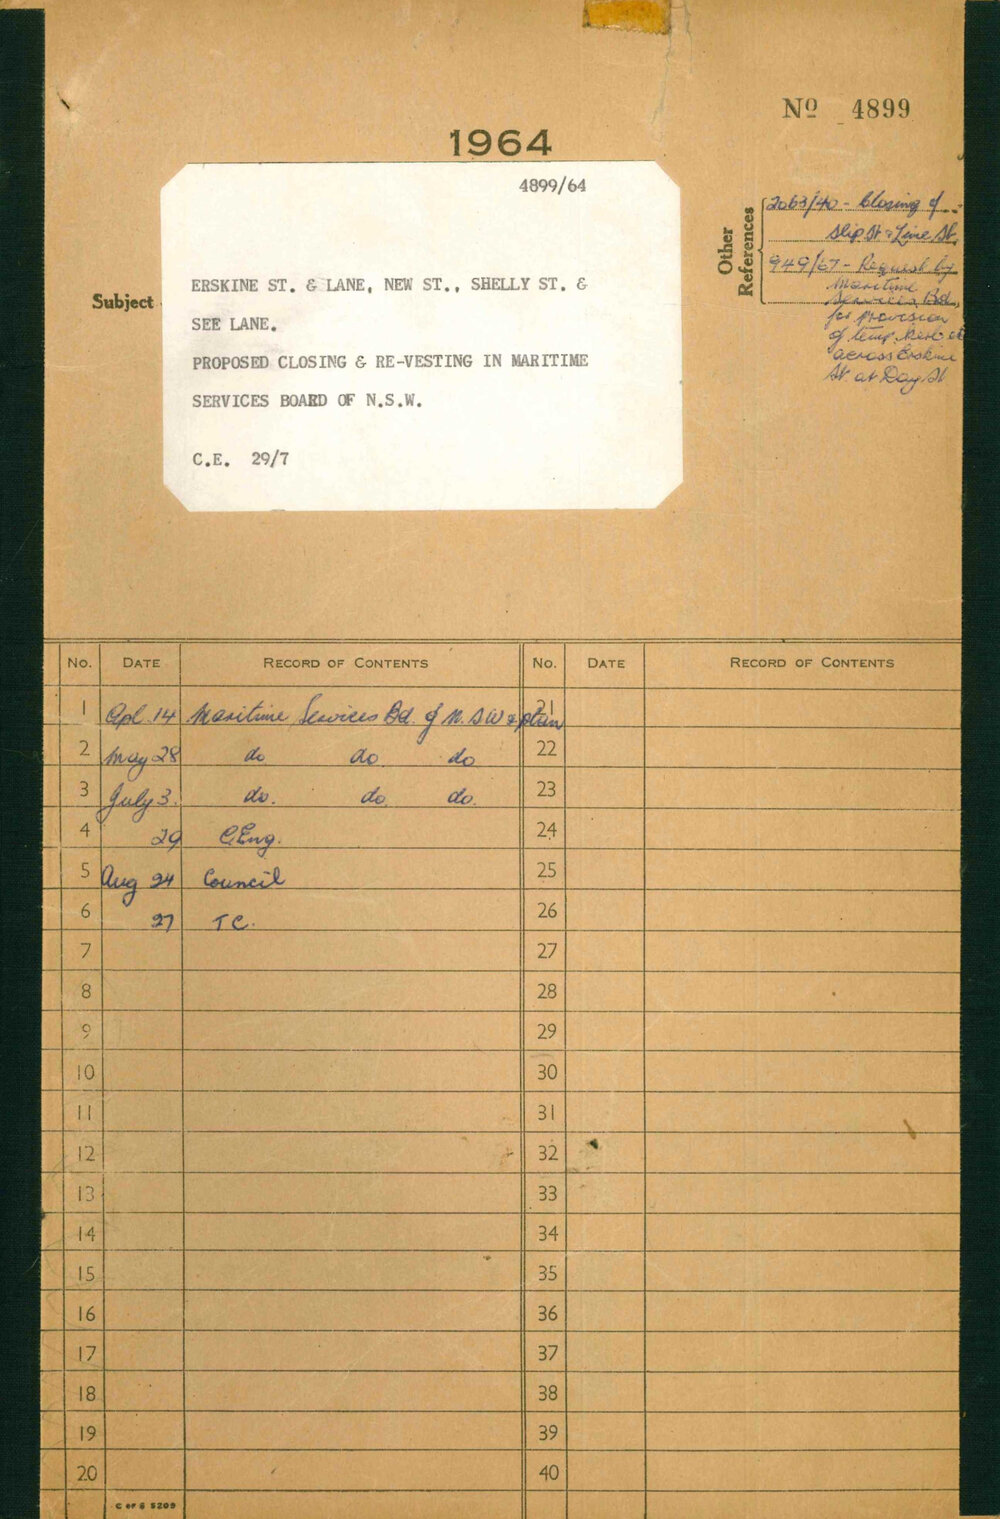 Nº 4899
1964
4899/64
Other References
2063/40 - Closing of
Slip St & Lime St.
949/67 - Request by
Maritime
Services Bd.
for provision
of temp. kerb etc
across Erskine
St. at Day St
Subject
ERSKINE ST. & LANE, NEW ST., SHELLY ST. &
SEE LANE.
PROPOSED CLOSING & RE-VESTING IN MARITIME
SERVICES BOARD OF N.S.W.
C.E. 29/7
No. DATE RECORD OF CONTENTS No. DATE RECORD OF CONTENTS
1 Apl. 14 Maritime Services Bd. of N.S.W & plan 21
2 May 28 do do do 22
3 July 3. do. do do. 23
4 29 C.Eng. 24
5 Aug 24 Council 25
6 27 T.C. 26
7 27
8 28
9 29
10 30
11 31
12 32
13 33
14 34
15 35
16 36
17 37
18 38
19 39
20 40
C of S 5209